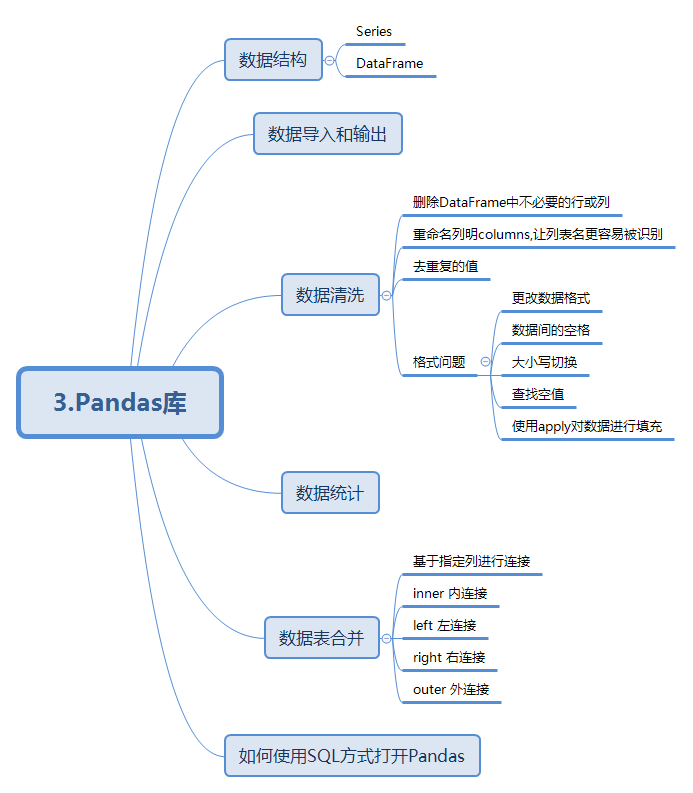 3.Pandas库
数据结构
Series
DataFrame
数据导入和输出
数据清洗
删除DataFrame中不必要的行或列
重命名列明columns,让列表名更容易被识别
去重复的值
格式问题
更改数据格式
数据间的空格
大小写切换
查找空值
使用apply对数据进行填充
数据统计
数据表合并
基于指定列进行连接
inner 内连接
left 左连接
right 右连接
outer 外连接
如何使用SQL方式打开Pandas